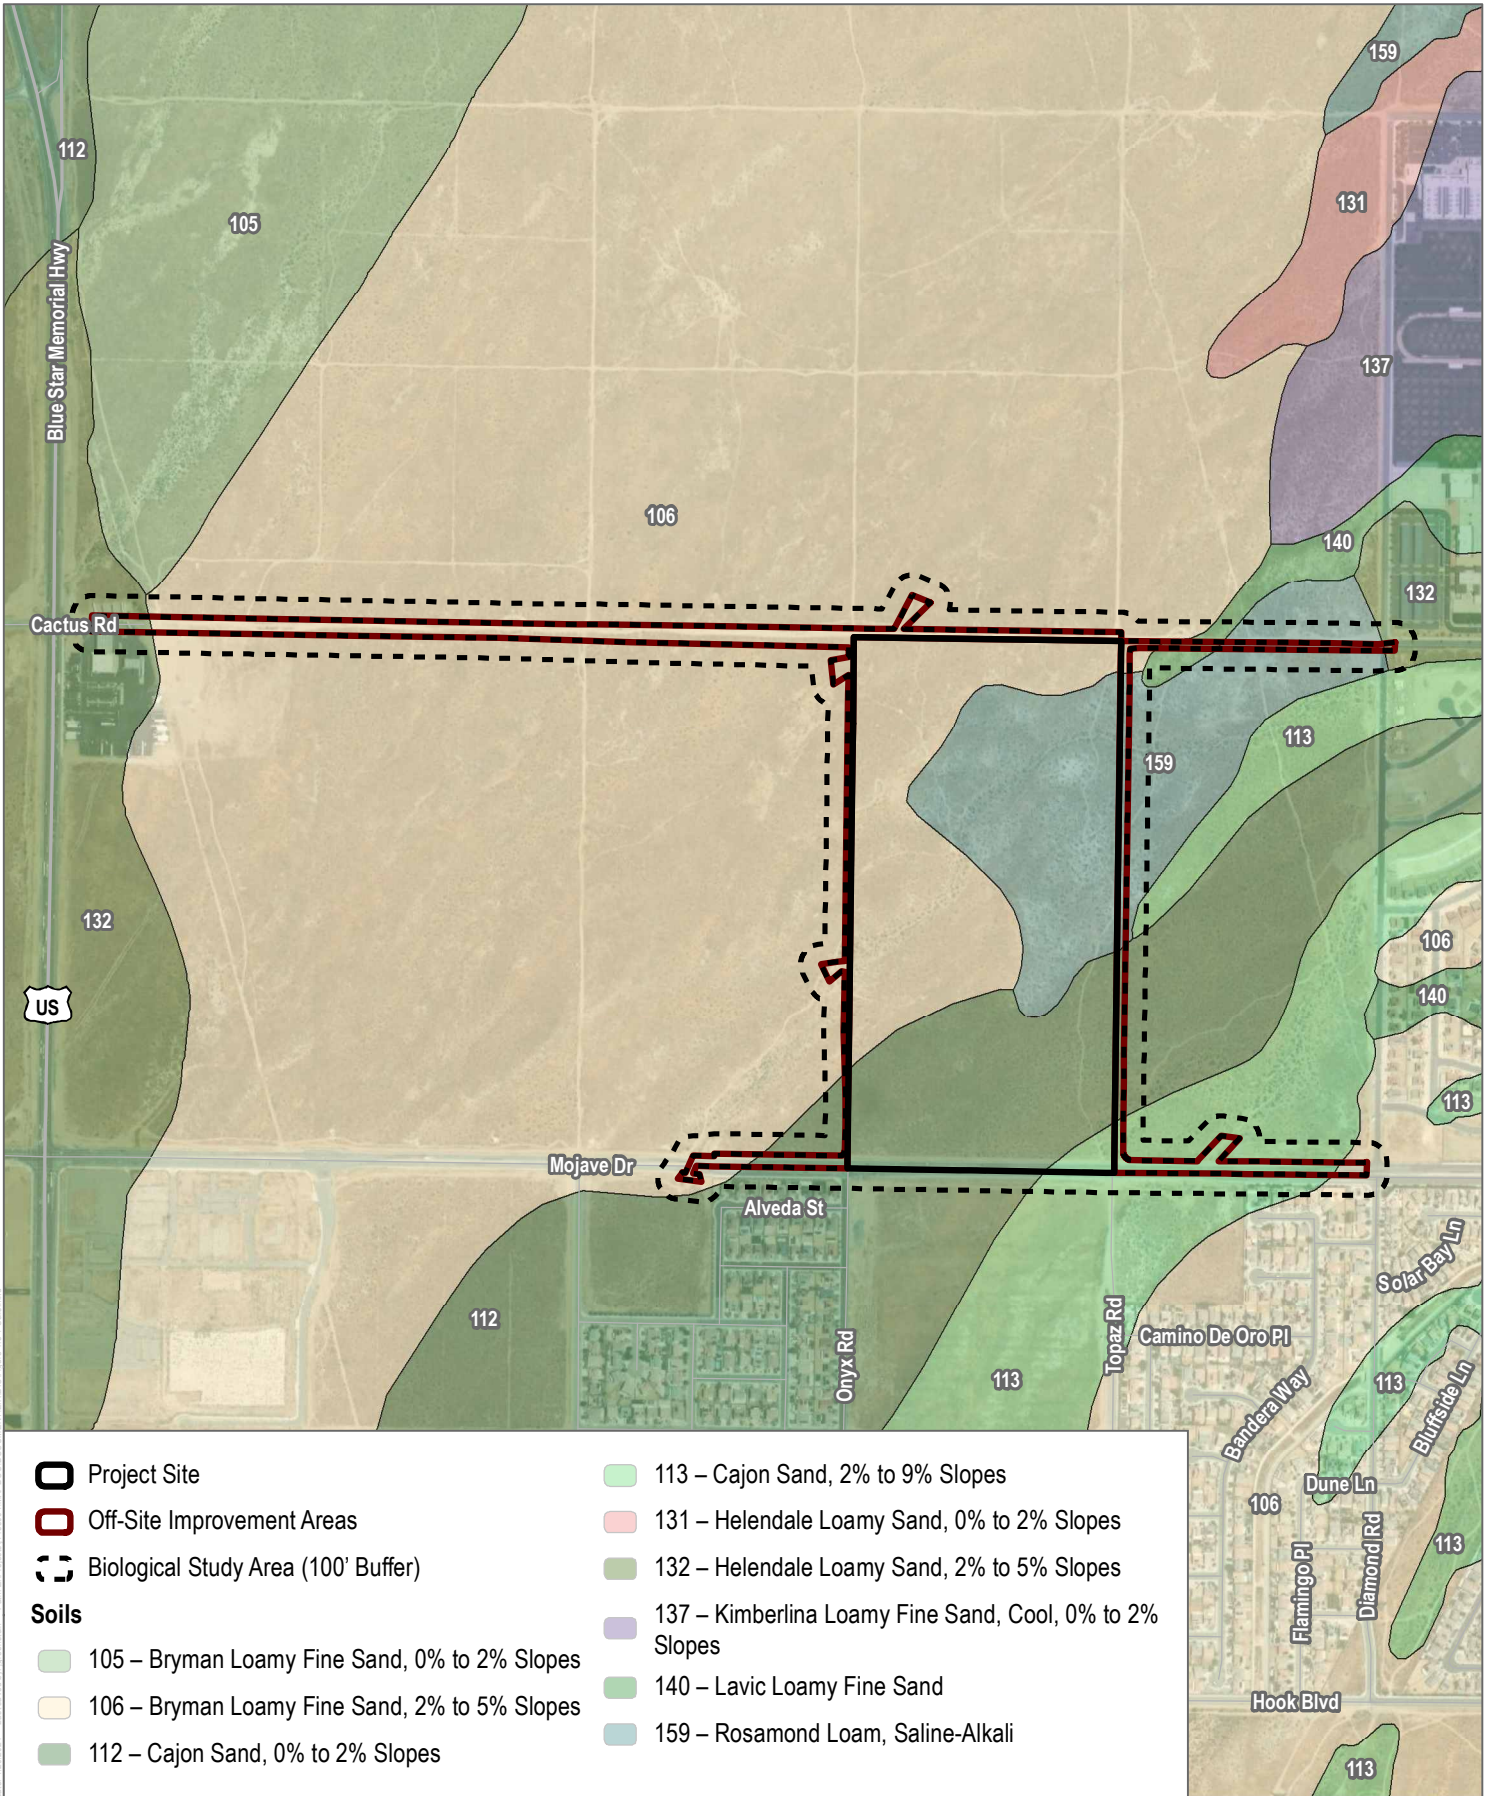 159
112
131
105
Blue Star Memorial Hwy
137
106
140
132
Cactus Rd
113
159
132
106
140
US
113
Mojave Dr
Alveda St
Solar Bay Ln
112
Topaz Rd
Camino De Oro Pl
Onyx Rd
113
113
Bandera Way
Bluffside Ln
Dune Ln
106
Flamingo Pl
Diamond Rd
113
Hook Blvd
113
Project Site
Off-Site Improvement Areas
Biological Study Area (100' Buffer)
Soils
105 – Bryman Loamy Fine Sand, 0% to 2% Slopes
106 – Bryman Loamy Fine Sand, 2% to 5% Slopes
112 – Cajon Sand, 0% to 2% Slopes
113 – Cajon Sand, 2% to 9% Slopes
131 – Helendale Loamy Sand, 0% to 2% Slopes
132 – Helendale Loamy Sand, 2% to 5% Slopes
137 – Kimberlina Loamy Fine Sand, Cool, 0% to 2%
Slopes
140 – Lavic Loamy Fine Sand
159 – Rosamond Loam, Saline-Alkali